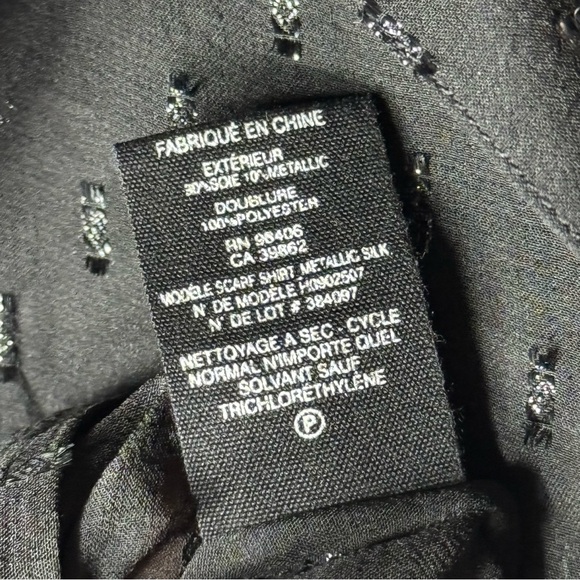 FABRIQUÉ EN CHINE
EXTÉRIEUR
90%SOIE 10%METALLIC
DOUBLURE
100%POLYESTER
RN 96406
CA 39862
MODÈLE SCARF SHIRT METALLIC SILK
N° DE MODÈLE H0902507
N° DE LOT # 384097
NETTOYAGE A SEC. CYCLE
NORMAL N'IMPORTE QUEL
SOLVANT SAUF
TRICHLORÉTHYLÈNE
P